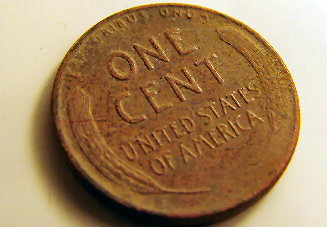 E PLURIBUS UNUM
ONE
CENT
UNITED STATES
OF AMERICA